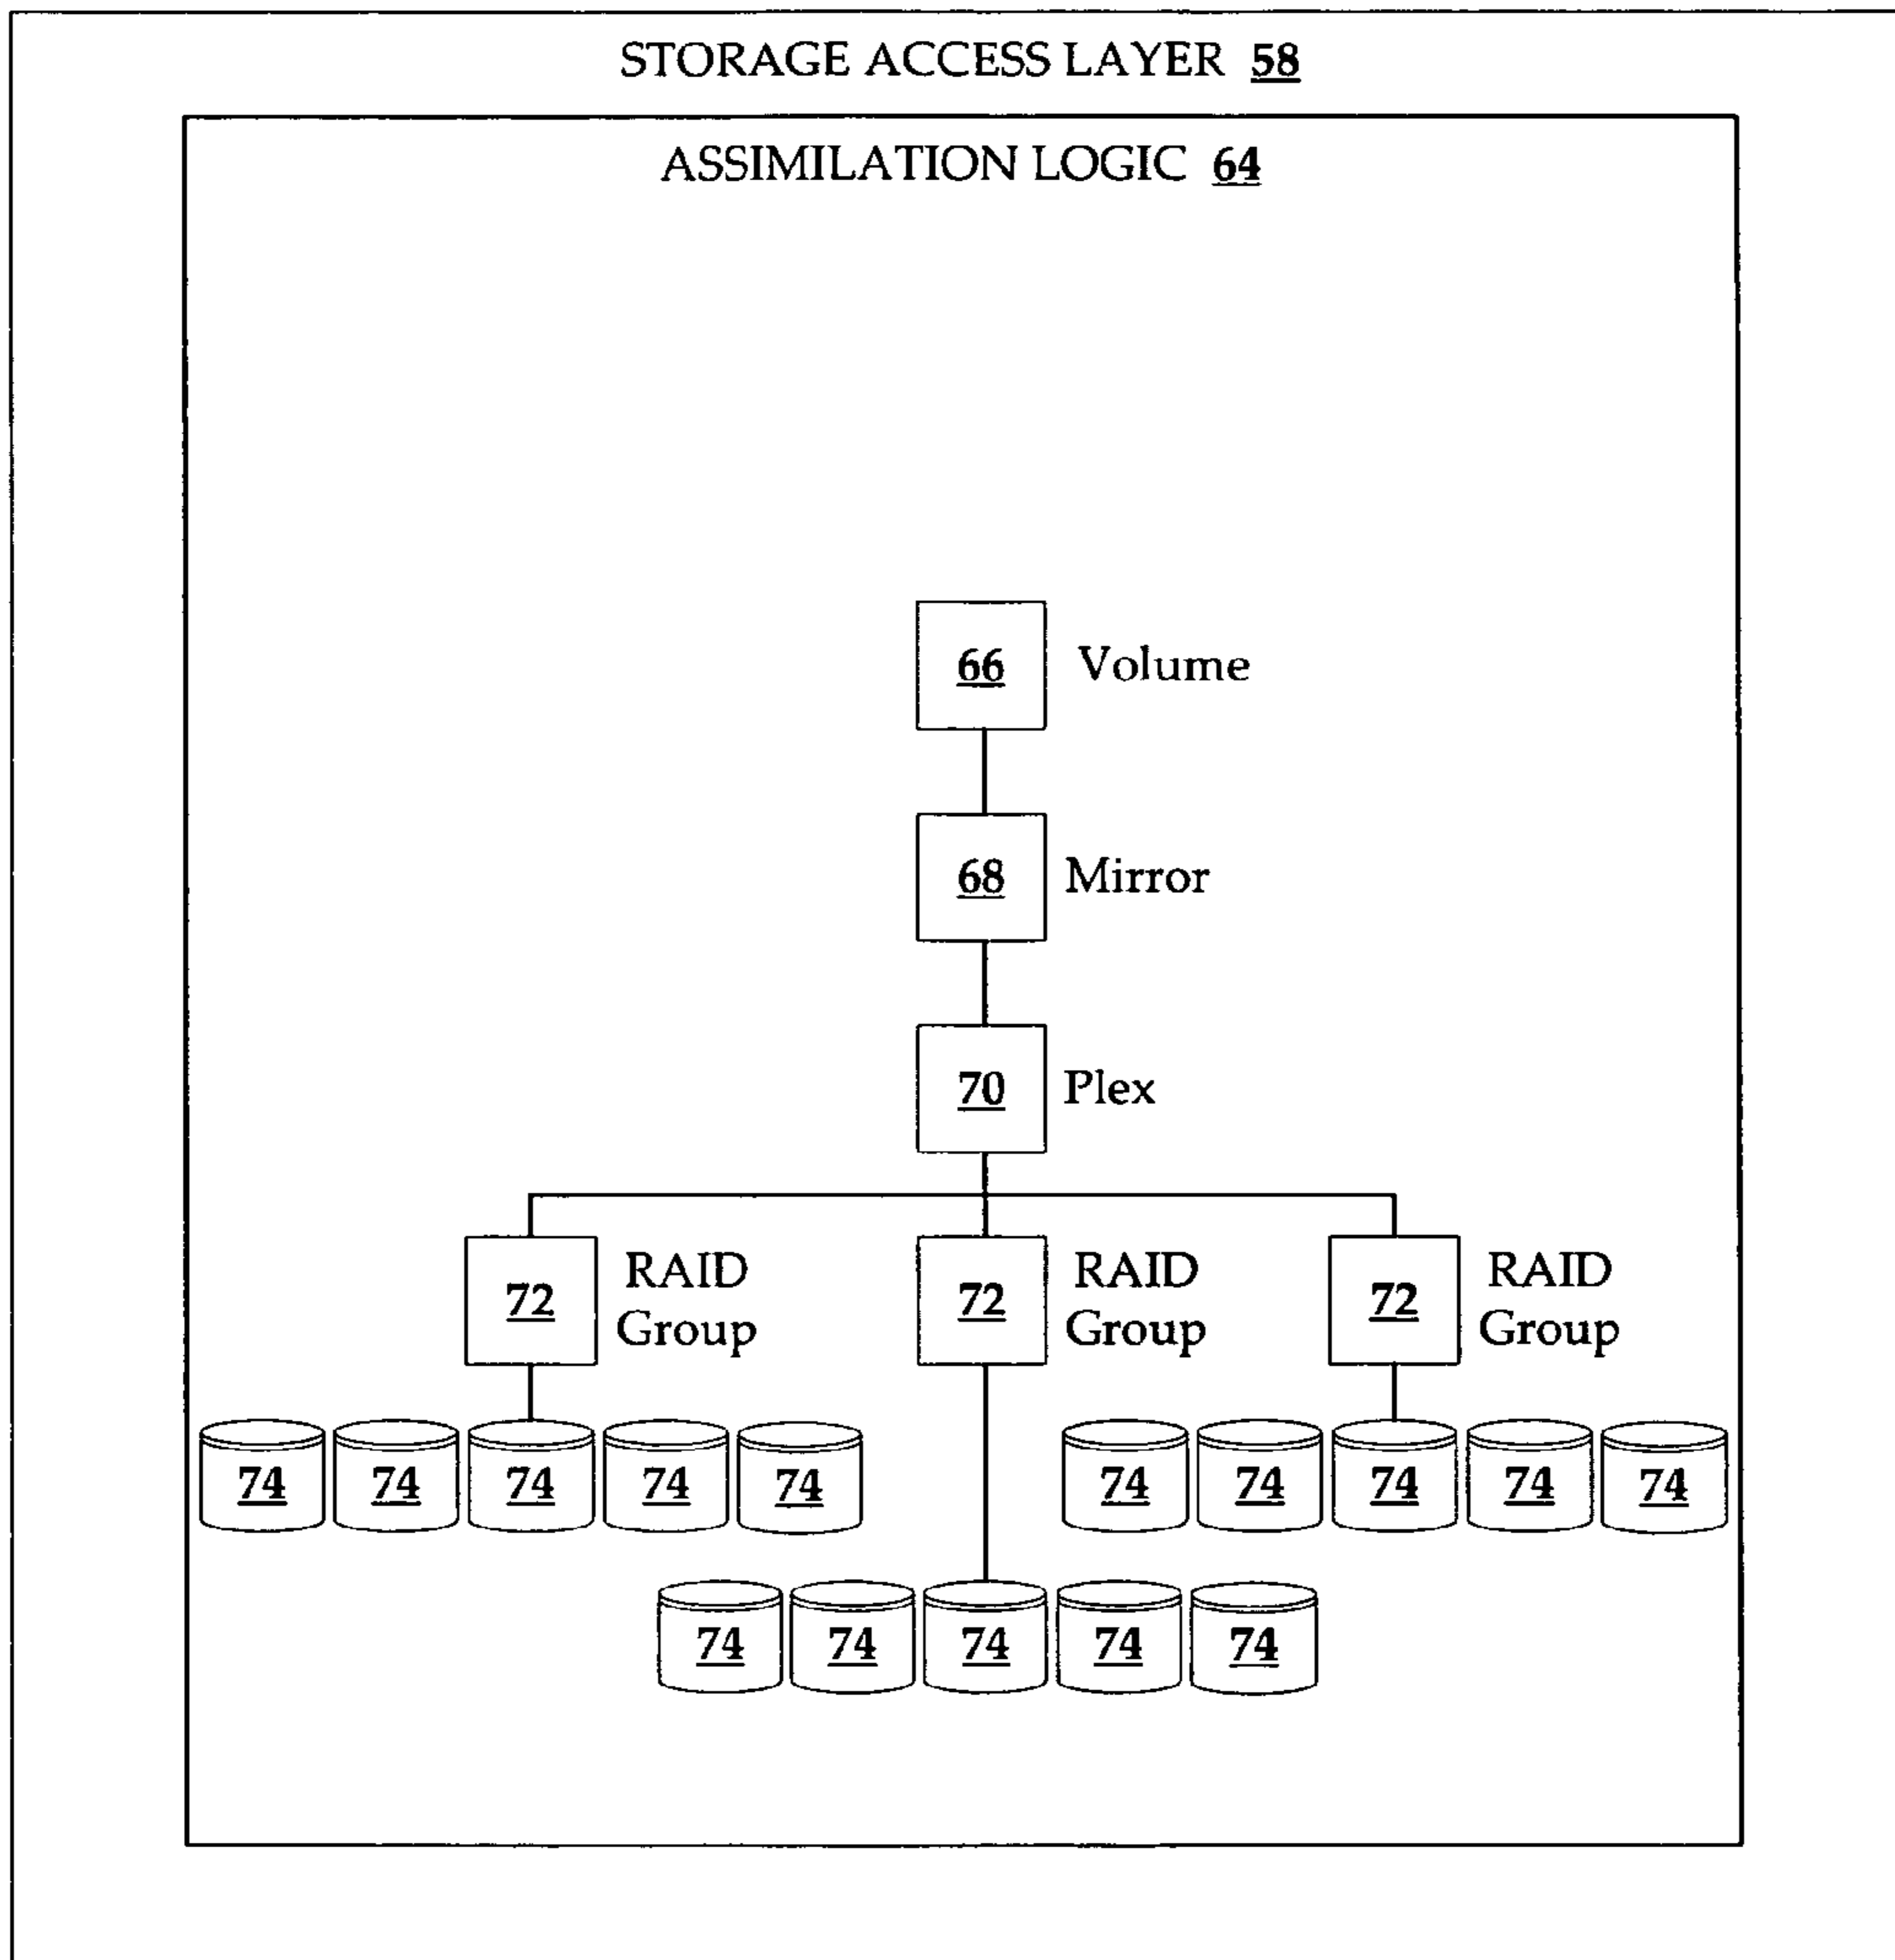 STORAGE ACCESS LAYER 58
ASSIMILATION LOGIC 64
66 Volume
68 Mirror
70 Plex
72 RAID Group
72 RAID Group
72 RAID Group
74 74 74 74 74
74 74 74 74 74
74 74 74 74 74